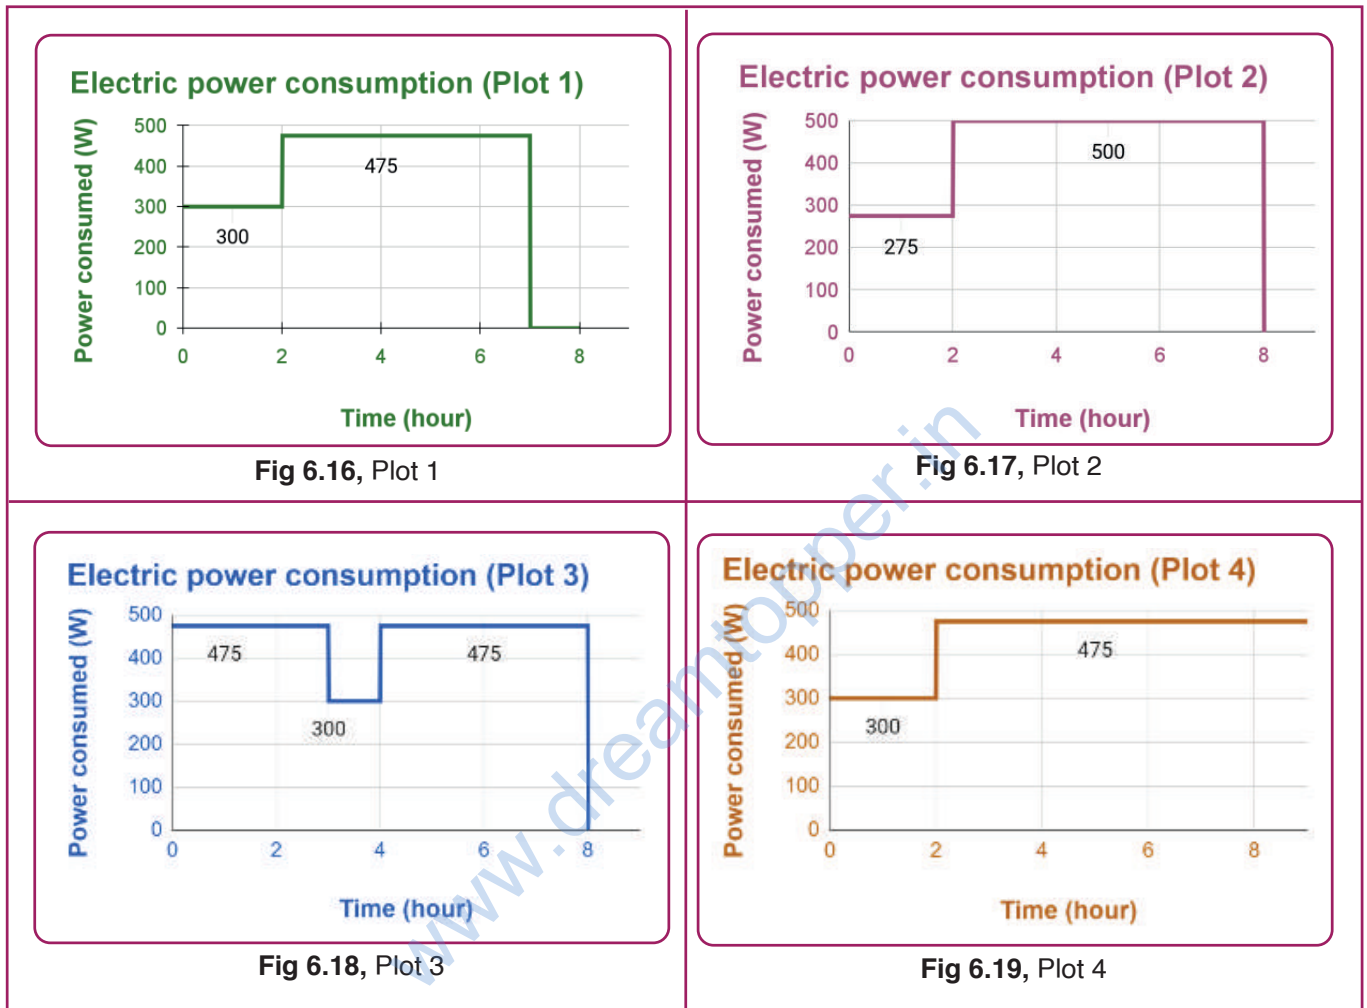 Electric power consumption (Plot 1)
Power consumed (W)
500
400
300
200
100
0
475
300
0 2 4 6 8
Time (hour)
Fig 6.16, Plot 1
Electric power consumption (Plot 2)
Power consumed (W)
500
400
300
200
100
0
500
275
0 2 4 6 8
Time (hour)
Fig 6.17, Plot 2
Electric power consumption (Plot 3)
Power consumed (W)
500
400
300
200
100
0
475 475
300
0 2 4 6 8
Time (hour)
Fig 6.18, Plot 3
Electric power consumption (Plot 4)
Power consumed (W)
500
400
300
200
100
0
475
300
0 2 4 6 8
Time (hour)
Fig 6.19, Plot 4
www.dreamtopper.in